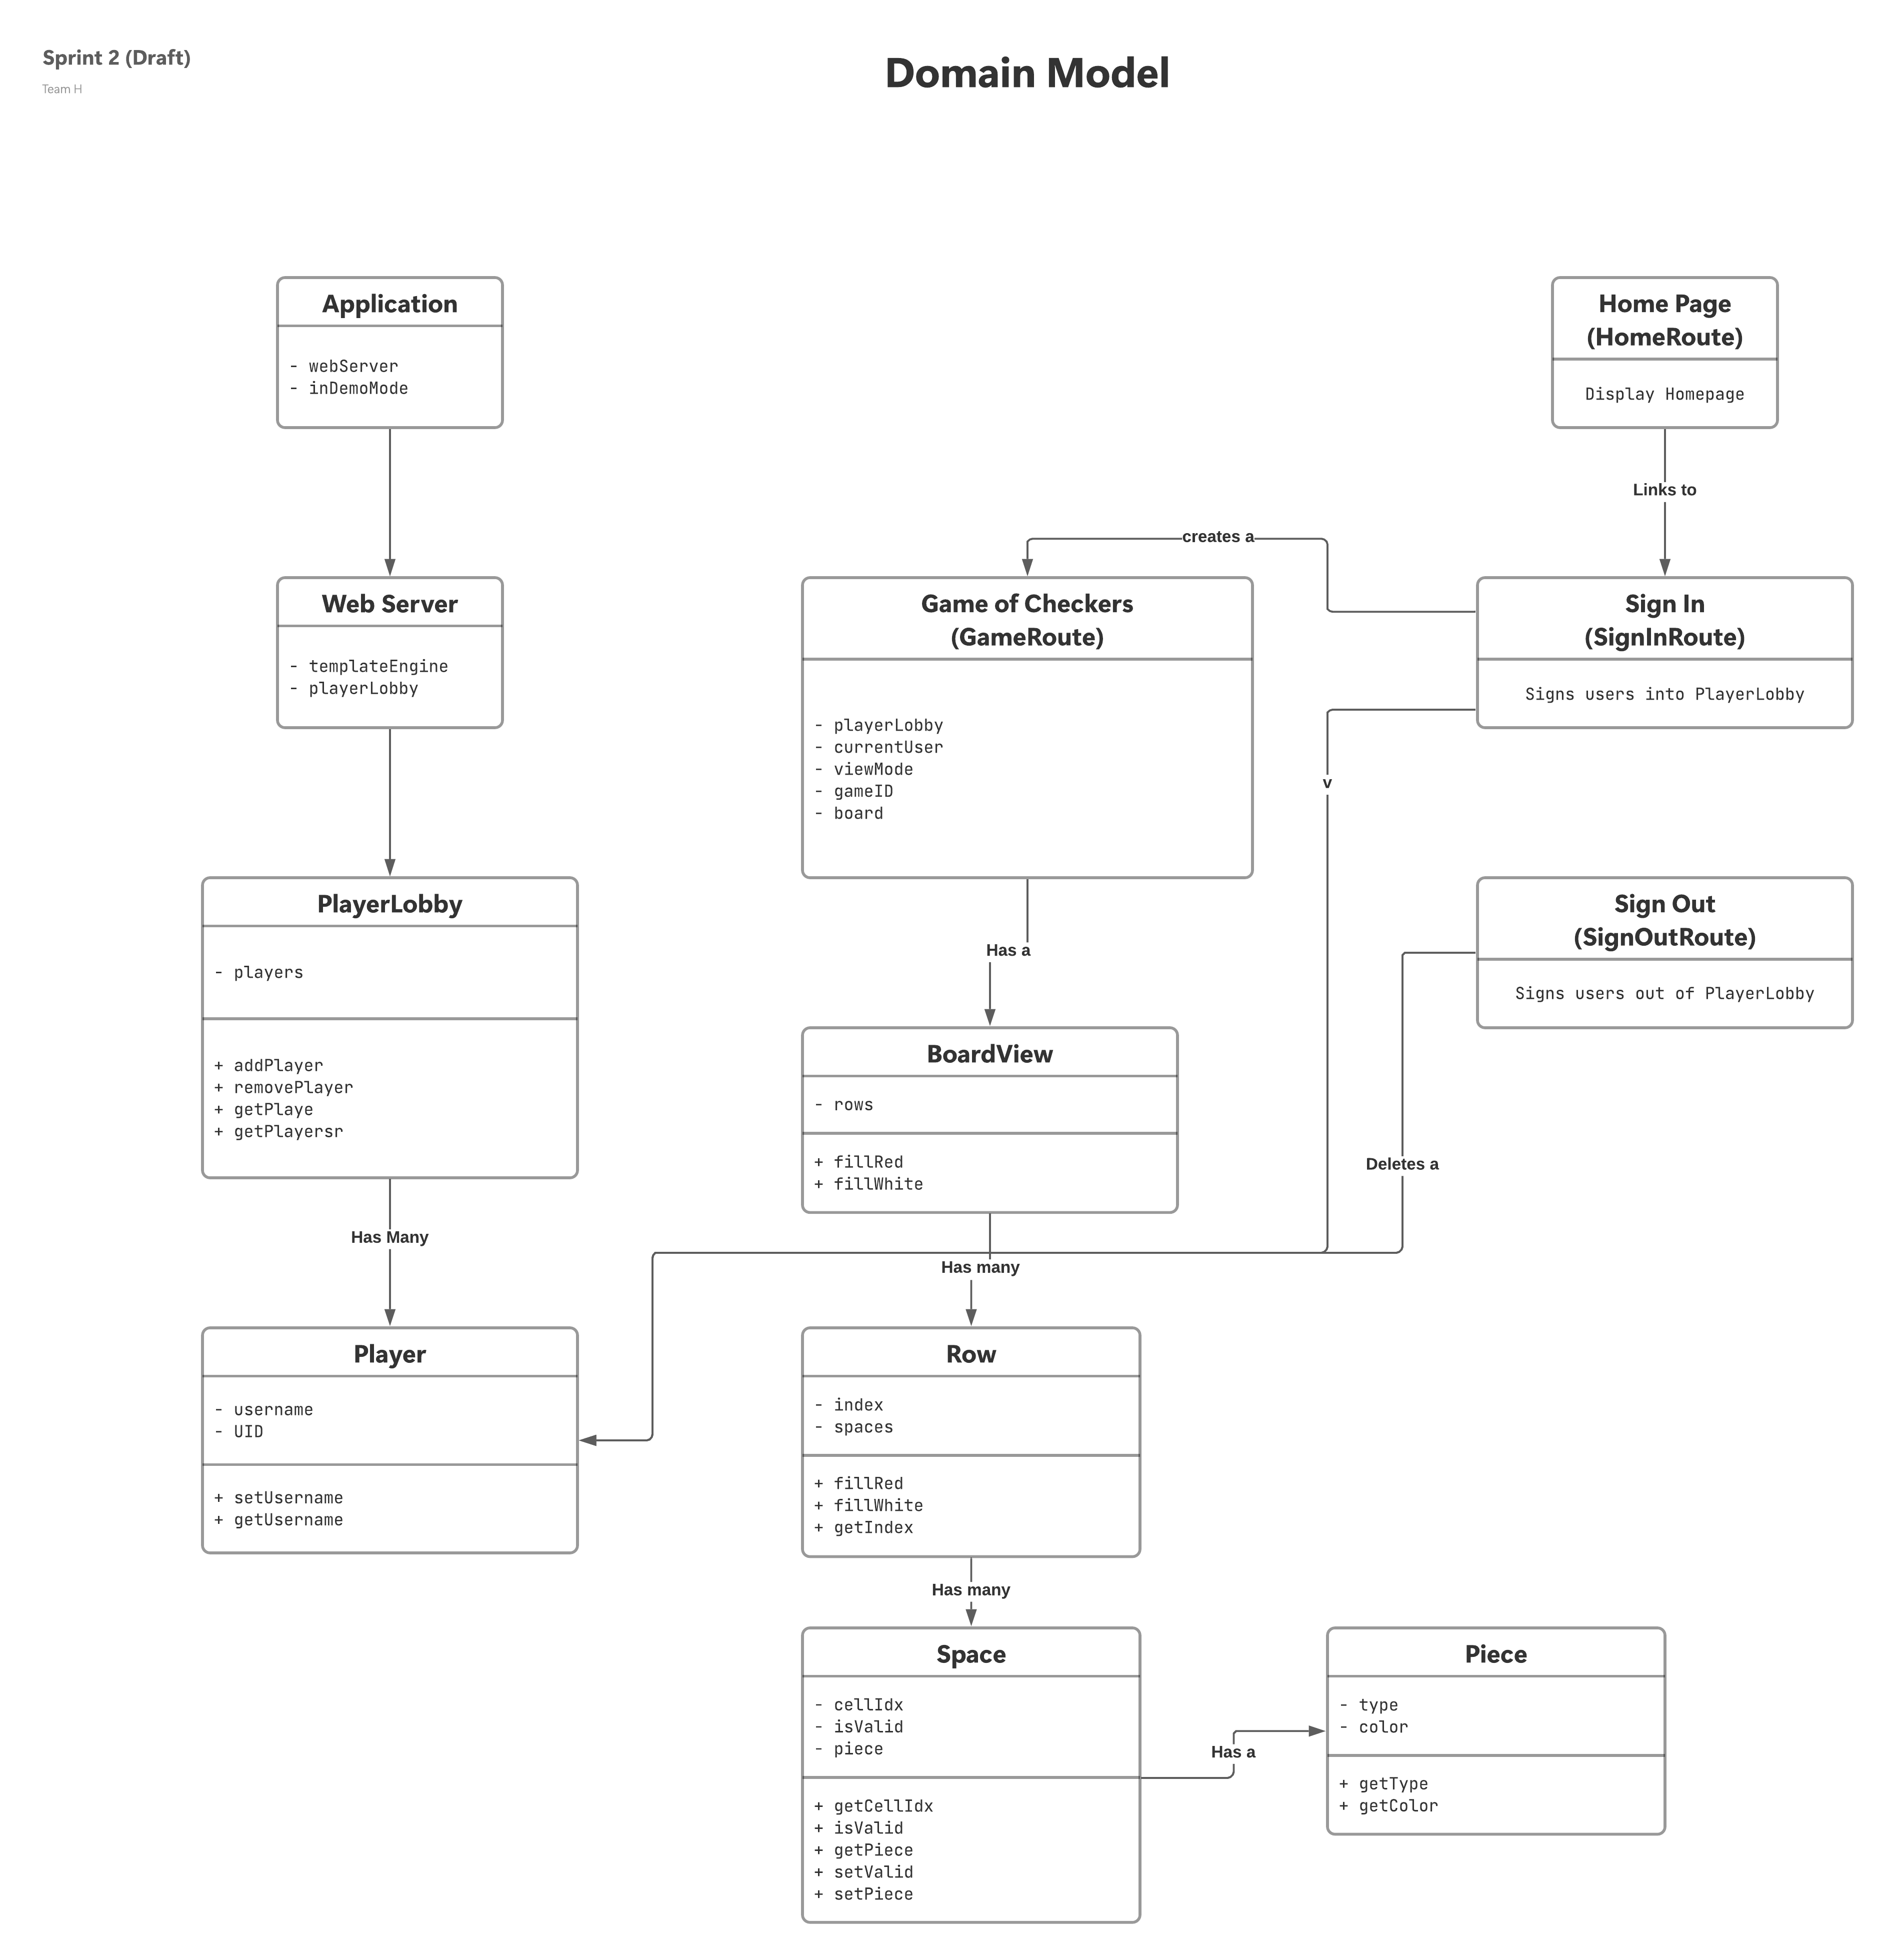 Sprint 2 (Draft)
Team H
Domain Model
Application
- webServer
- inDemoMode
Home Page
(HomeRoute)
Display Homepage
Links to
creates a
Web Server
- templateEngine
- playerLobby
Game of Checkers
(GameRoute)
- playerLobby
- currentUser
- viewMode
- gameID
- board
Sign In
(SignInRoute)
Signs users into PlayerLobby
v
PlayerLobby
- players
+ addPlayer
+ removePlayer
+ getPlaye
+ getPlayersr
Has a
Sign Out
(SignOutRoute)
Signs users out of PlayerLobby
BoardView
- rows
+ fillRed
+ fillWhite
Deletes a
Has Many
Has many
Player
- username
- UID
+ setUsername
+ getUsername
Row
- index
- spaces
+ fillRed
+ fillWhite
+ getIndex
Has many
Space
- cellIdx
- isValid
- piece
+ getCellIdx
+ isValid
+ getPiece
+ setValid
+ setPiece
Has a
Piece
- type
- color
+ getType
+ getColor